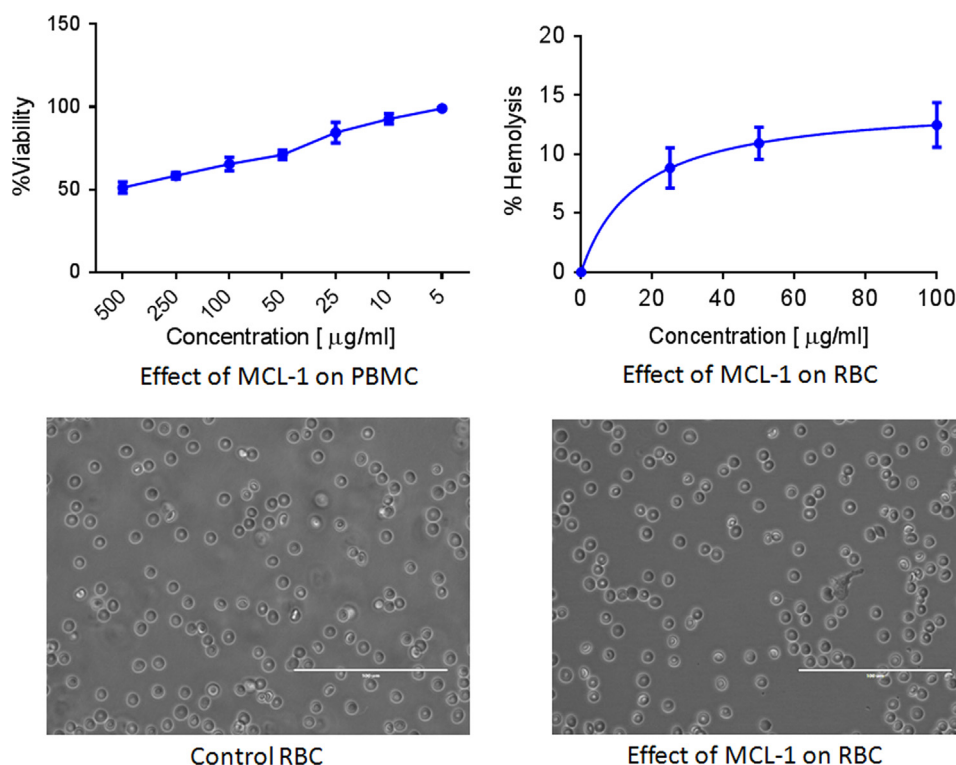 150
100
50
0
%Viability
500
250
100
50
25
10
5
Concentration [ μg/ml]
Effect of MCL-1 on PBMC
20
15
10
5
0
% Hemolysis
0
20
40
60
80
100
Concentration [ μg/ml]
Effect of MCL-1 on RBC
Control RBC
Effect of MCL-1 on RBC